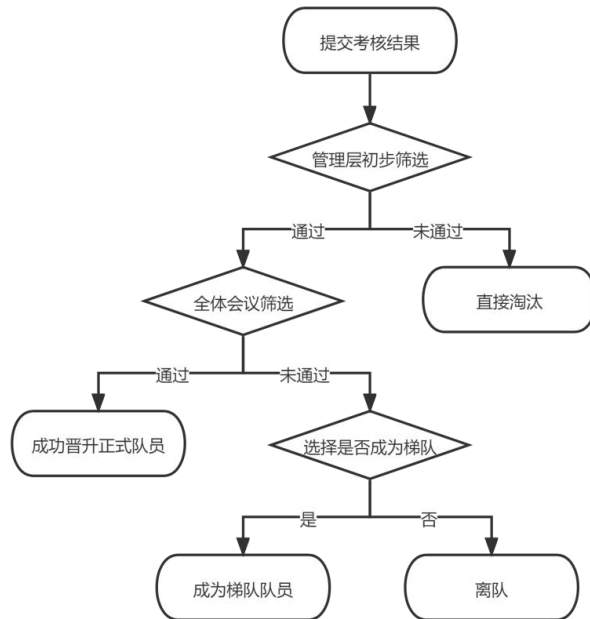 提交考核结果
管理层初步筛选
通过
未通过
全体会议筛选
直接淘汰
通过
未通过
成功晋升正式队员
选择是否成为梯队
是
否
成为梯队队员
离队